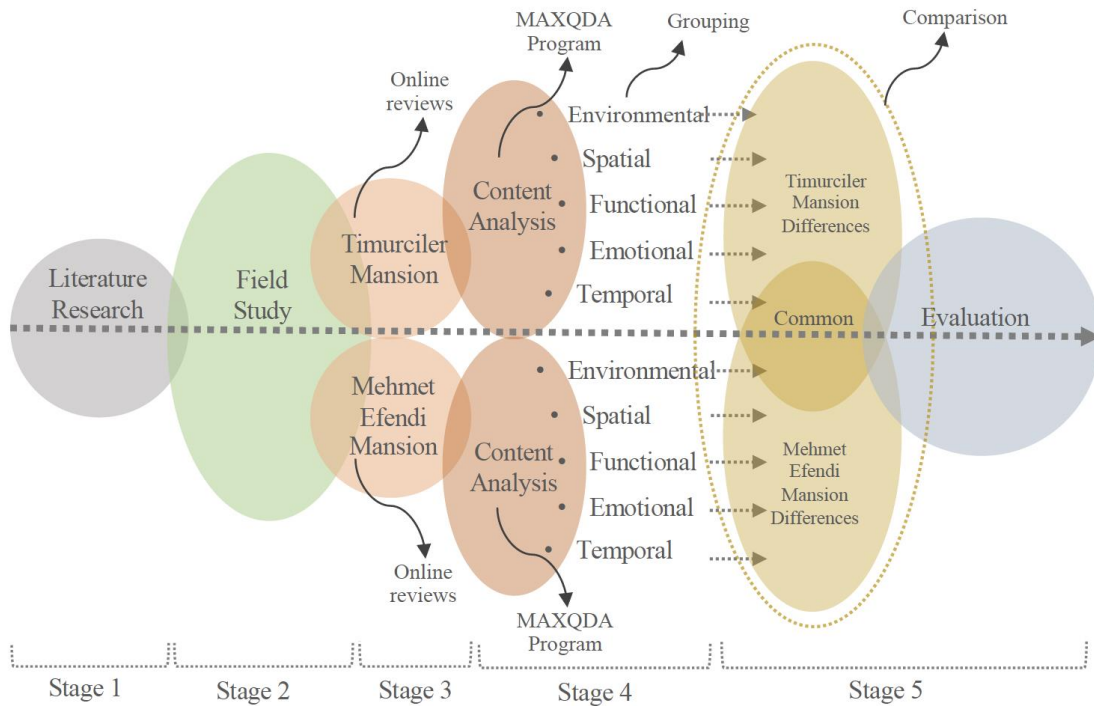 MAXQDA
Program
Grouping
Comparison
Online
reviews
Literature
Research
Field
Study
Timurciler
Mansion
Content
Analysis
• Environmental
• Spatial
• Functional
• Emotional
• Temporal
Timurciler
Mansion
Differences
Common
Evaluation
Mehmet
Efendi
Mansion
Content
Analysis
• Environmental
• Spatial
• Functional
• Emotional
• Temporal
Mehmet
Efendi
Mansion
Differences
Online
reviews
MAXQDA
Program
Stage 1
Stage 2
Stage 3
Stage 4
Stage 5